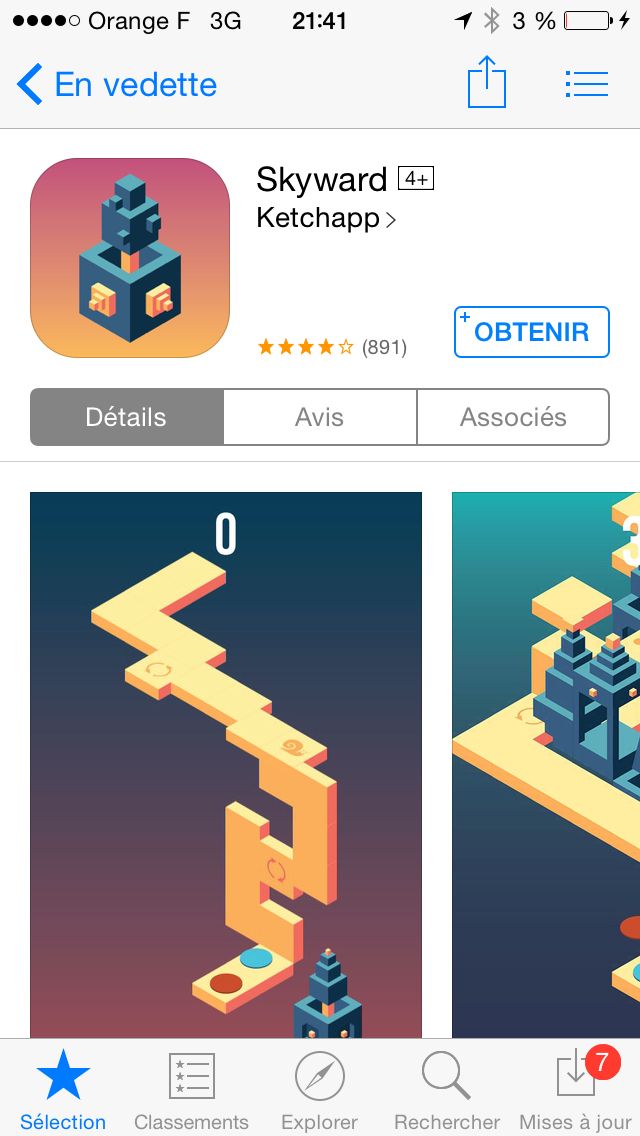 Orange F 3G 21:41 3 %
En vedette
Skyward 4+
Ketchapp >
(891)
+ OBTENIR
Détails Avis Associés
0
3
Sélection Classements Explorer Rechercher Mises à jour 7